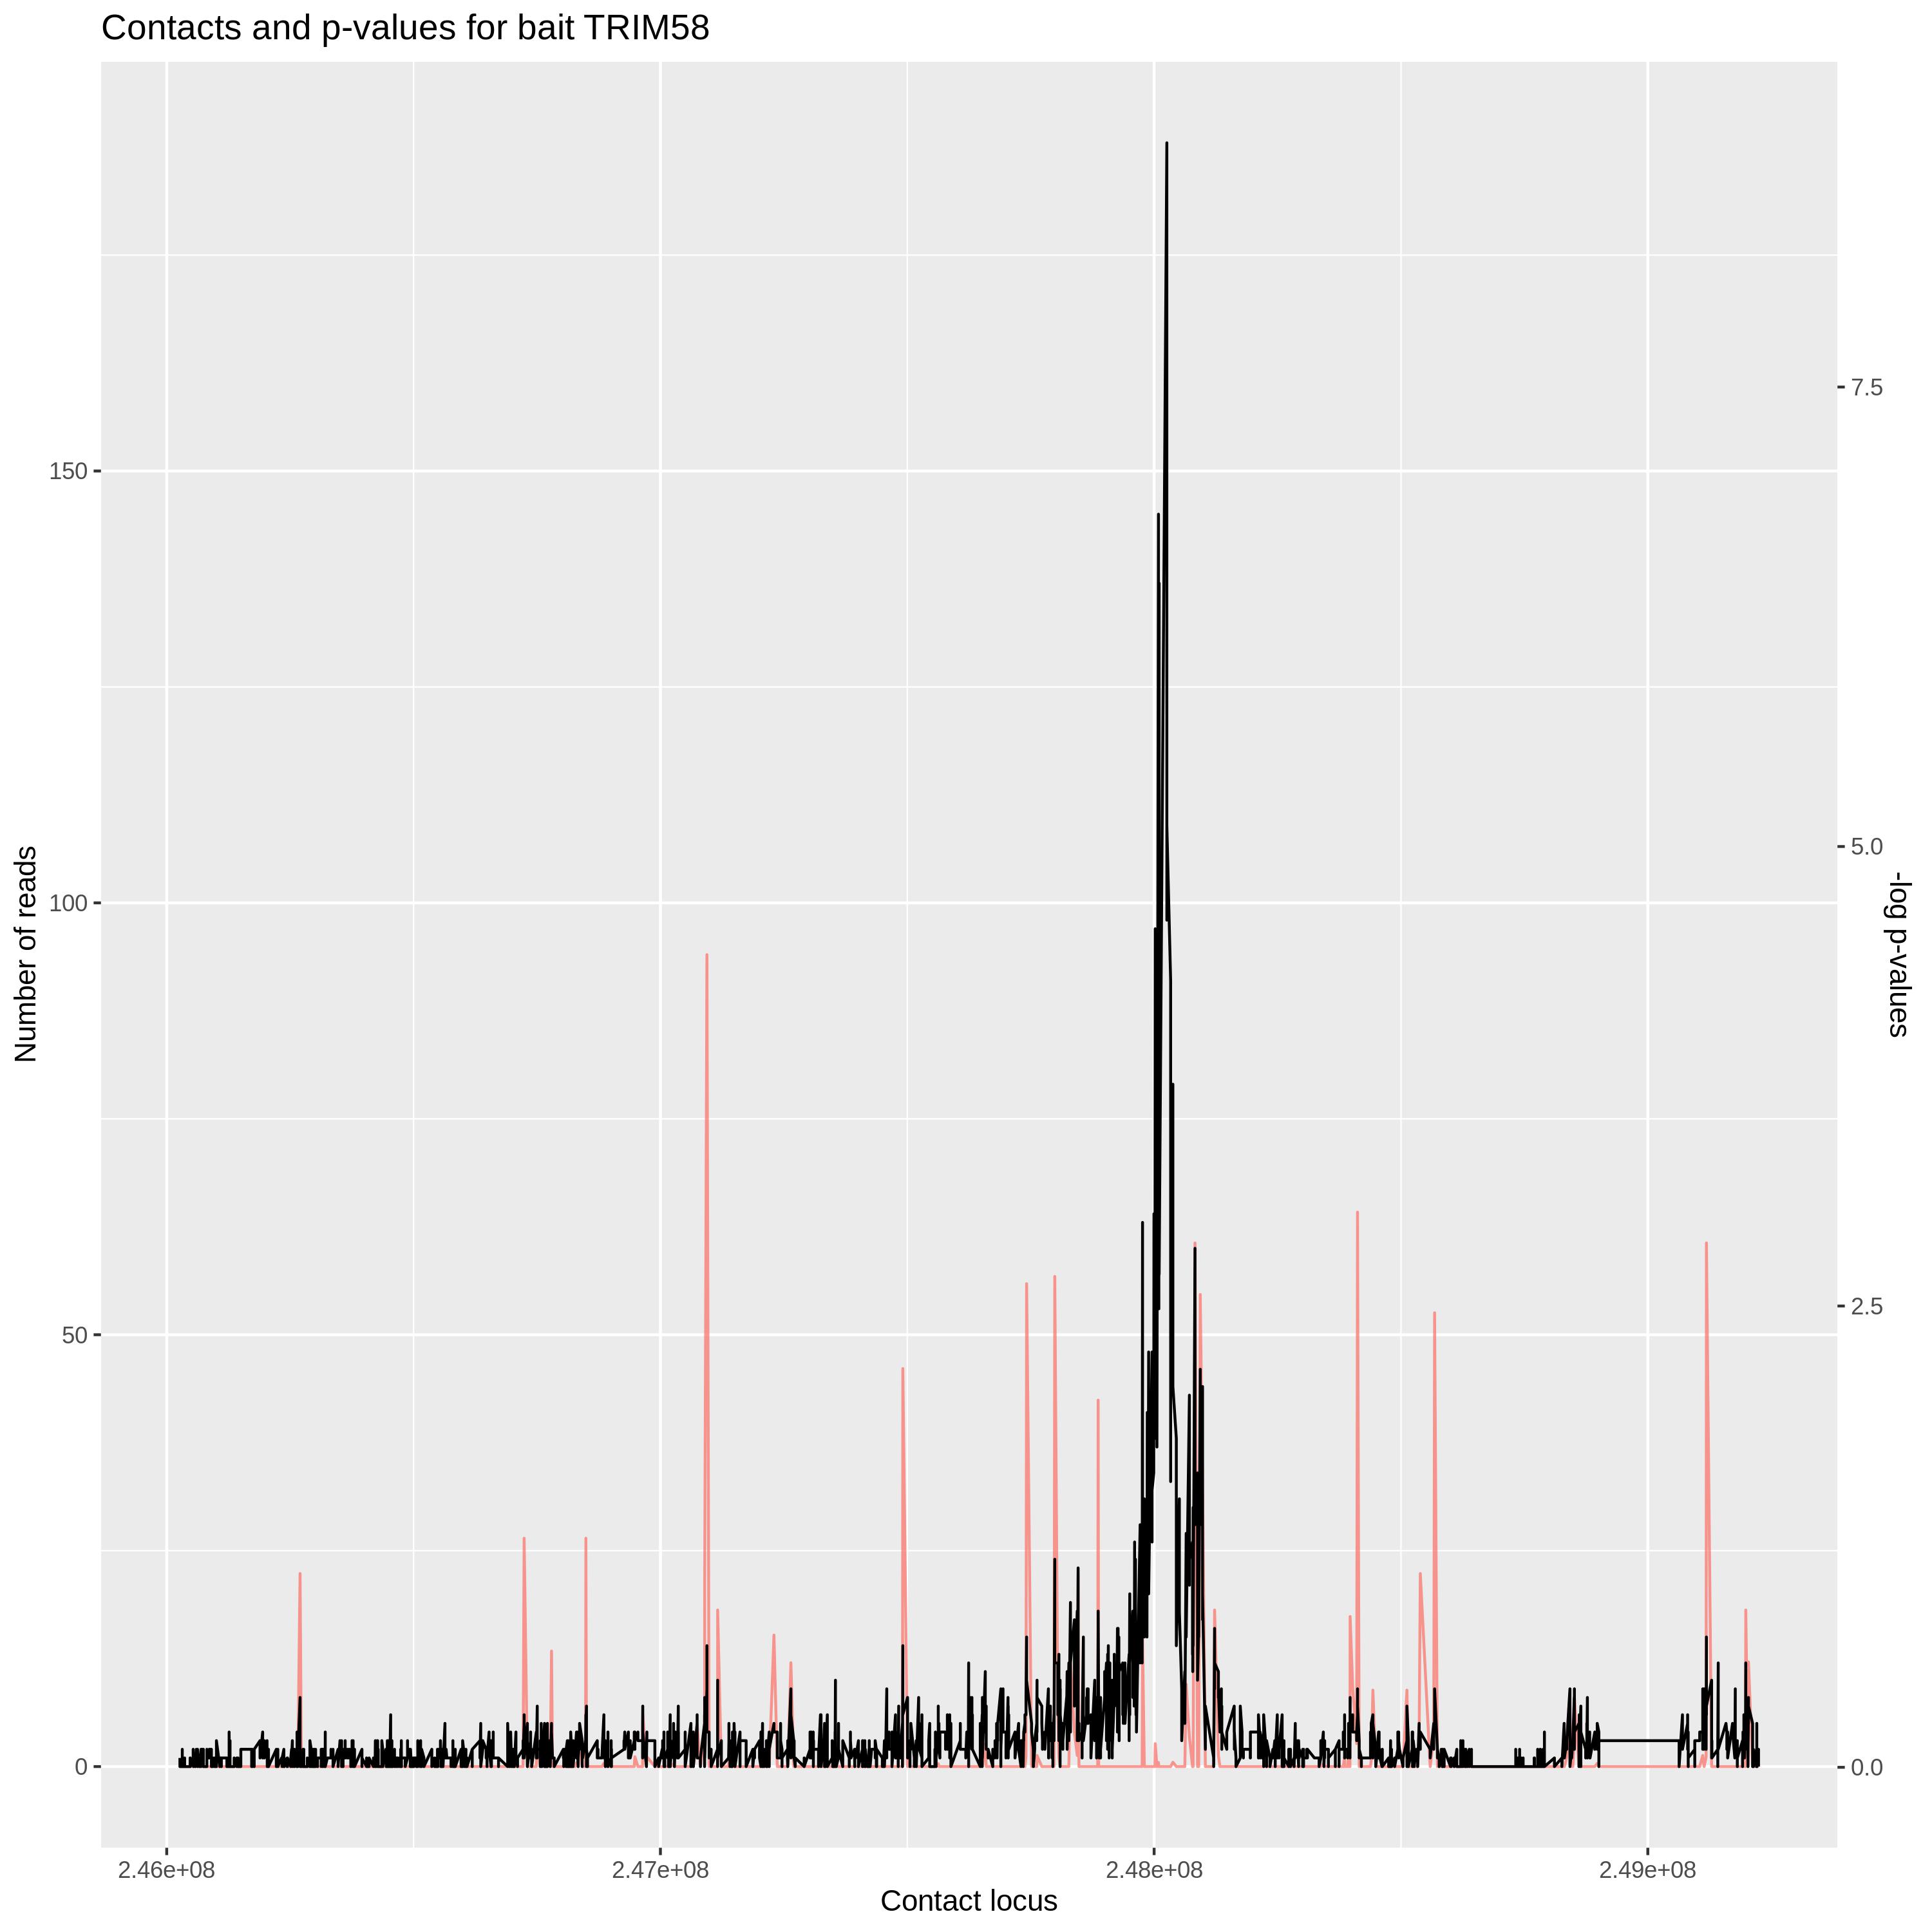 Contacts and p-values for bait TRIM58
Number of reads
150
100
50
0
7.5
5.0
2.5
0.0
-log p-values
2.46e+08
2.47e+08
2.48e+08
2.49e+08
Contact locus